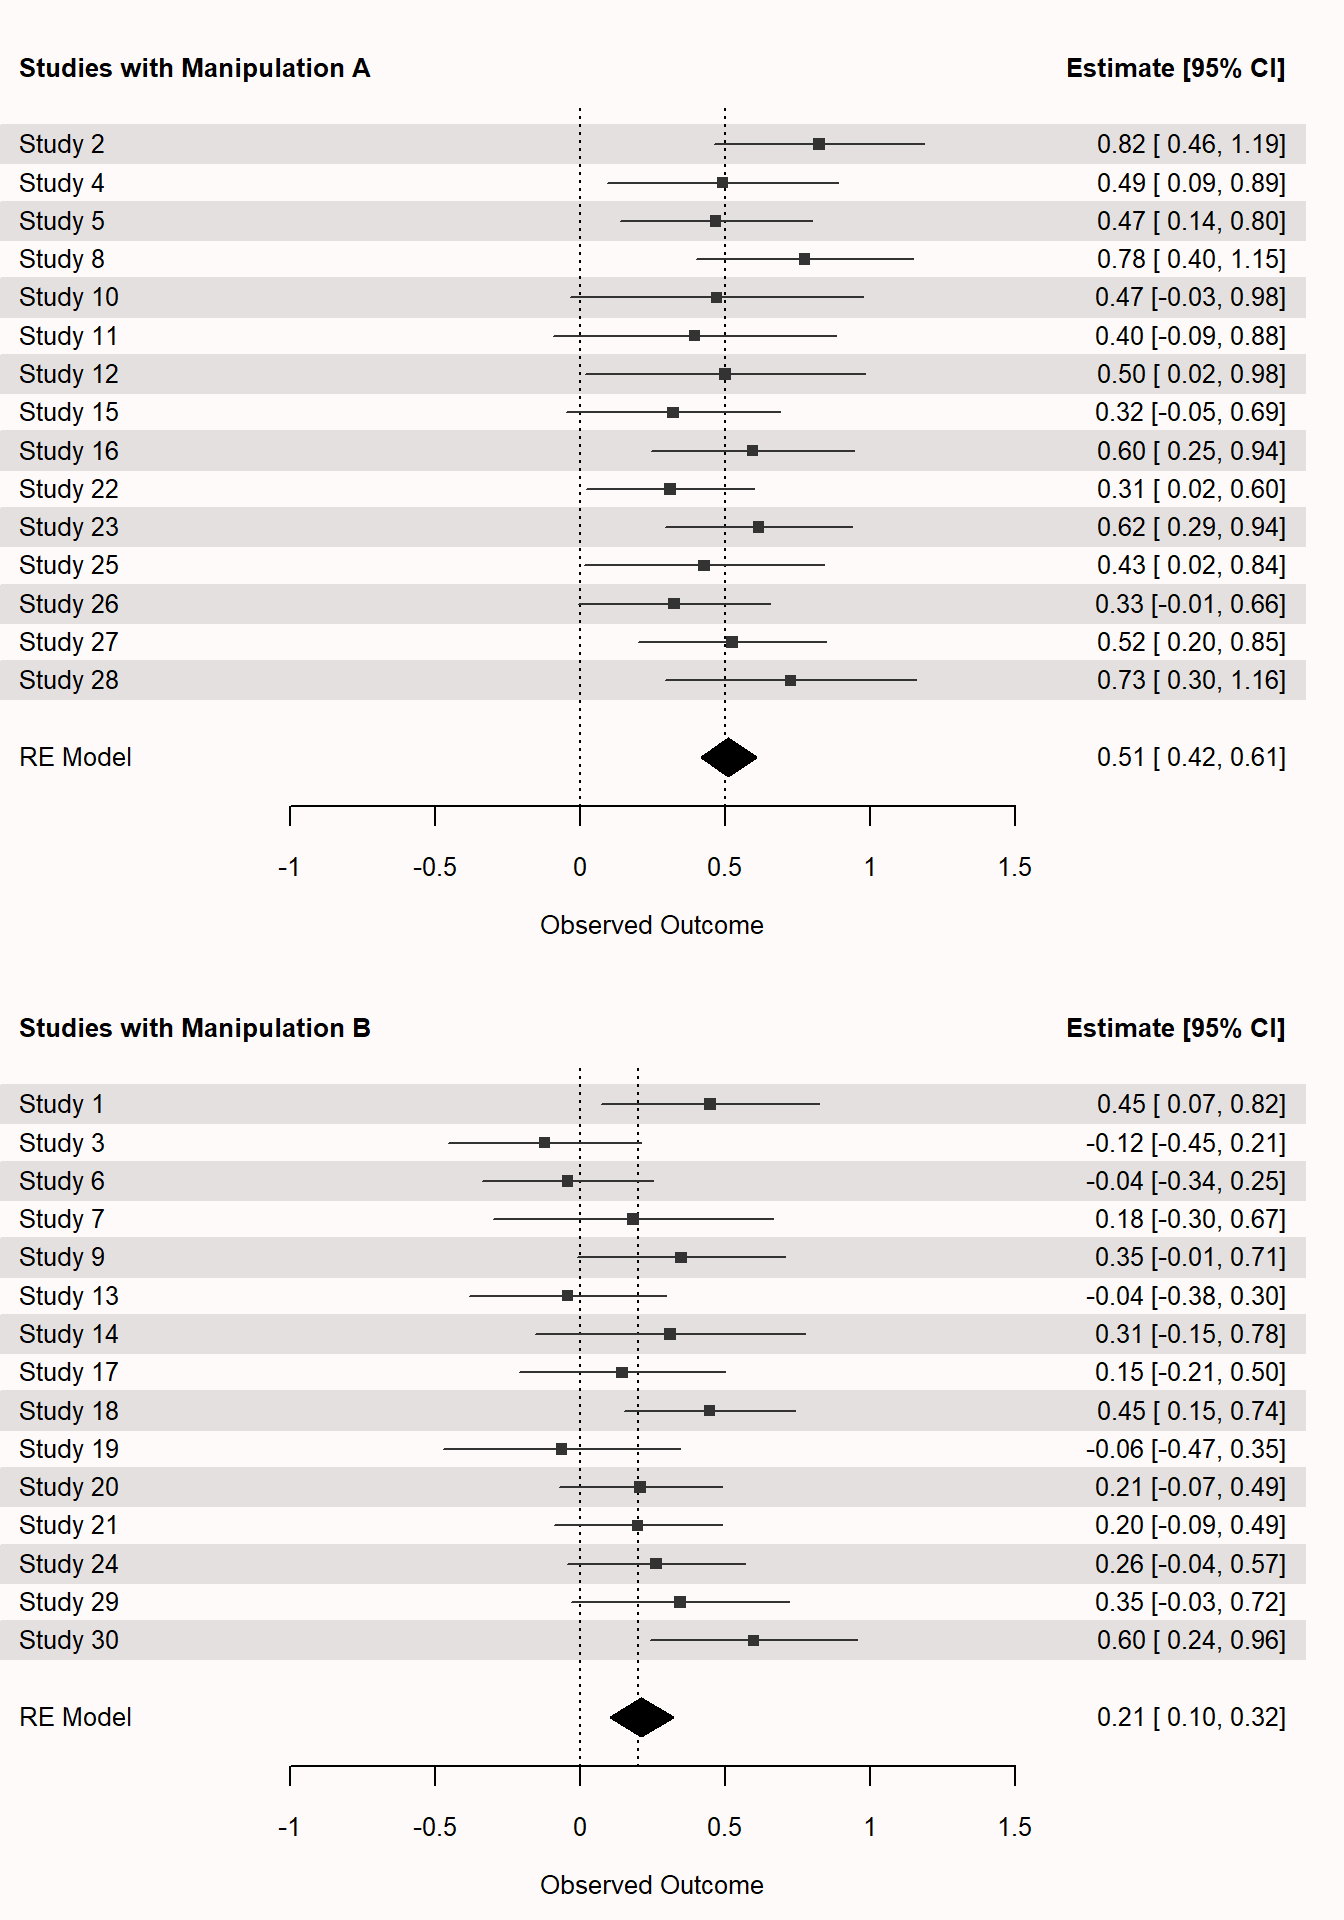 Studies with Manipulation A Estimate [95% CI]
Study 2 0.82 [ 0.46, 1.19]
Study 4 0.49 [ 0.09, 0.89]
Study 5 0.47 [ 0.14, 0.80]
Study 8 0.78 [ 0.40, 1.15]
Study 10 0.47 [-0.03, 0.98]
Study 11 0.40 [-0.09, 0.88]
Study 12 0.50 [ 0.02, 0.98]
Study 15 0.32 [-0.05, 0.69]
Study 16 0.60 [ 0.25, 0.94]
Study 22 0.31 [ 0.02, 0.60]
Study 23 0.62 [ 0.29, 0.94]
Study 25 0.43 [ 0.02, 0.84]
Study 26 0.33 [-0.01, 0.66]
Study 27 0.52 [ 0.20, 0.85]
Study 28 0.73 [ 0.30, 1.16]
RE Model 0.51 [ 0.42, 0.61]
-1 -0.5 0 0.5 1 1.5
Observed Outcome
Studies with Manipulation B Estimate [95% CI]
Study 1 0.45 [ 0.07, 0.82]
Study 3 -0.12 [-0.45, 0.21]
Study 6 -0.04 [-0.34, 0.25]
Study 7 0.18 [-0.30, 0.67]
Study 9 0.35 [-0.01, 0.71]
Study 13 -0.04 [-0.38, 0.30]
Study 14 0.31 [-0.15, 0.78]
Study 17 0.15 [-0.21, 0.50]
Study 18 0.45 [ 0.15, 0.74]
Study 19 -0.06 [-0.47, 0.35]
Study 20 0.21 [-0.07, 0.49]
Study 21 0.20 [-0.09, 0.49]
Study 24 0.26 [-0.04, 0.57]
Study 29 0.35 [-0.03, 0.72]
Study 30 0.60 [ 0.24, 0.96]
RE Model 0.21 [ 0.10, 0.32]
-1 -0.5 0 0.5 1 1.5
Observed Outcome